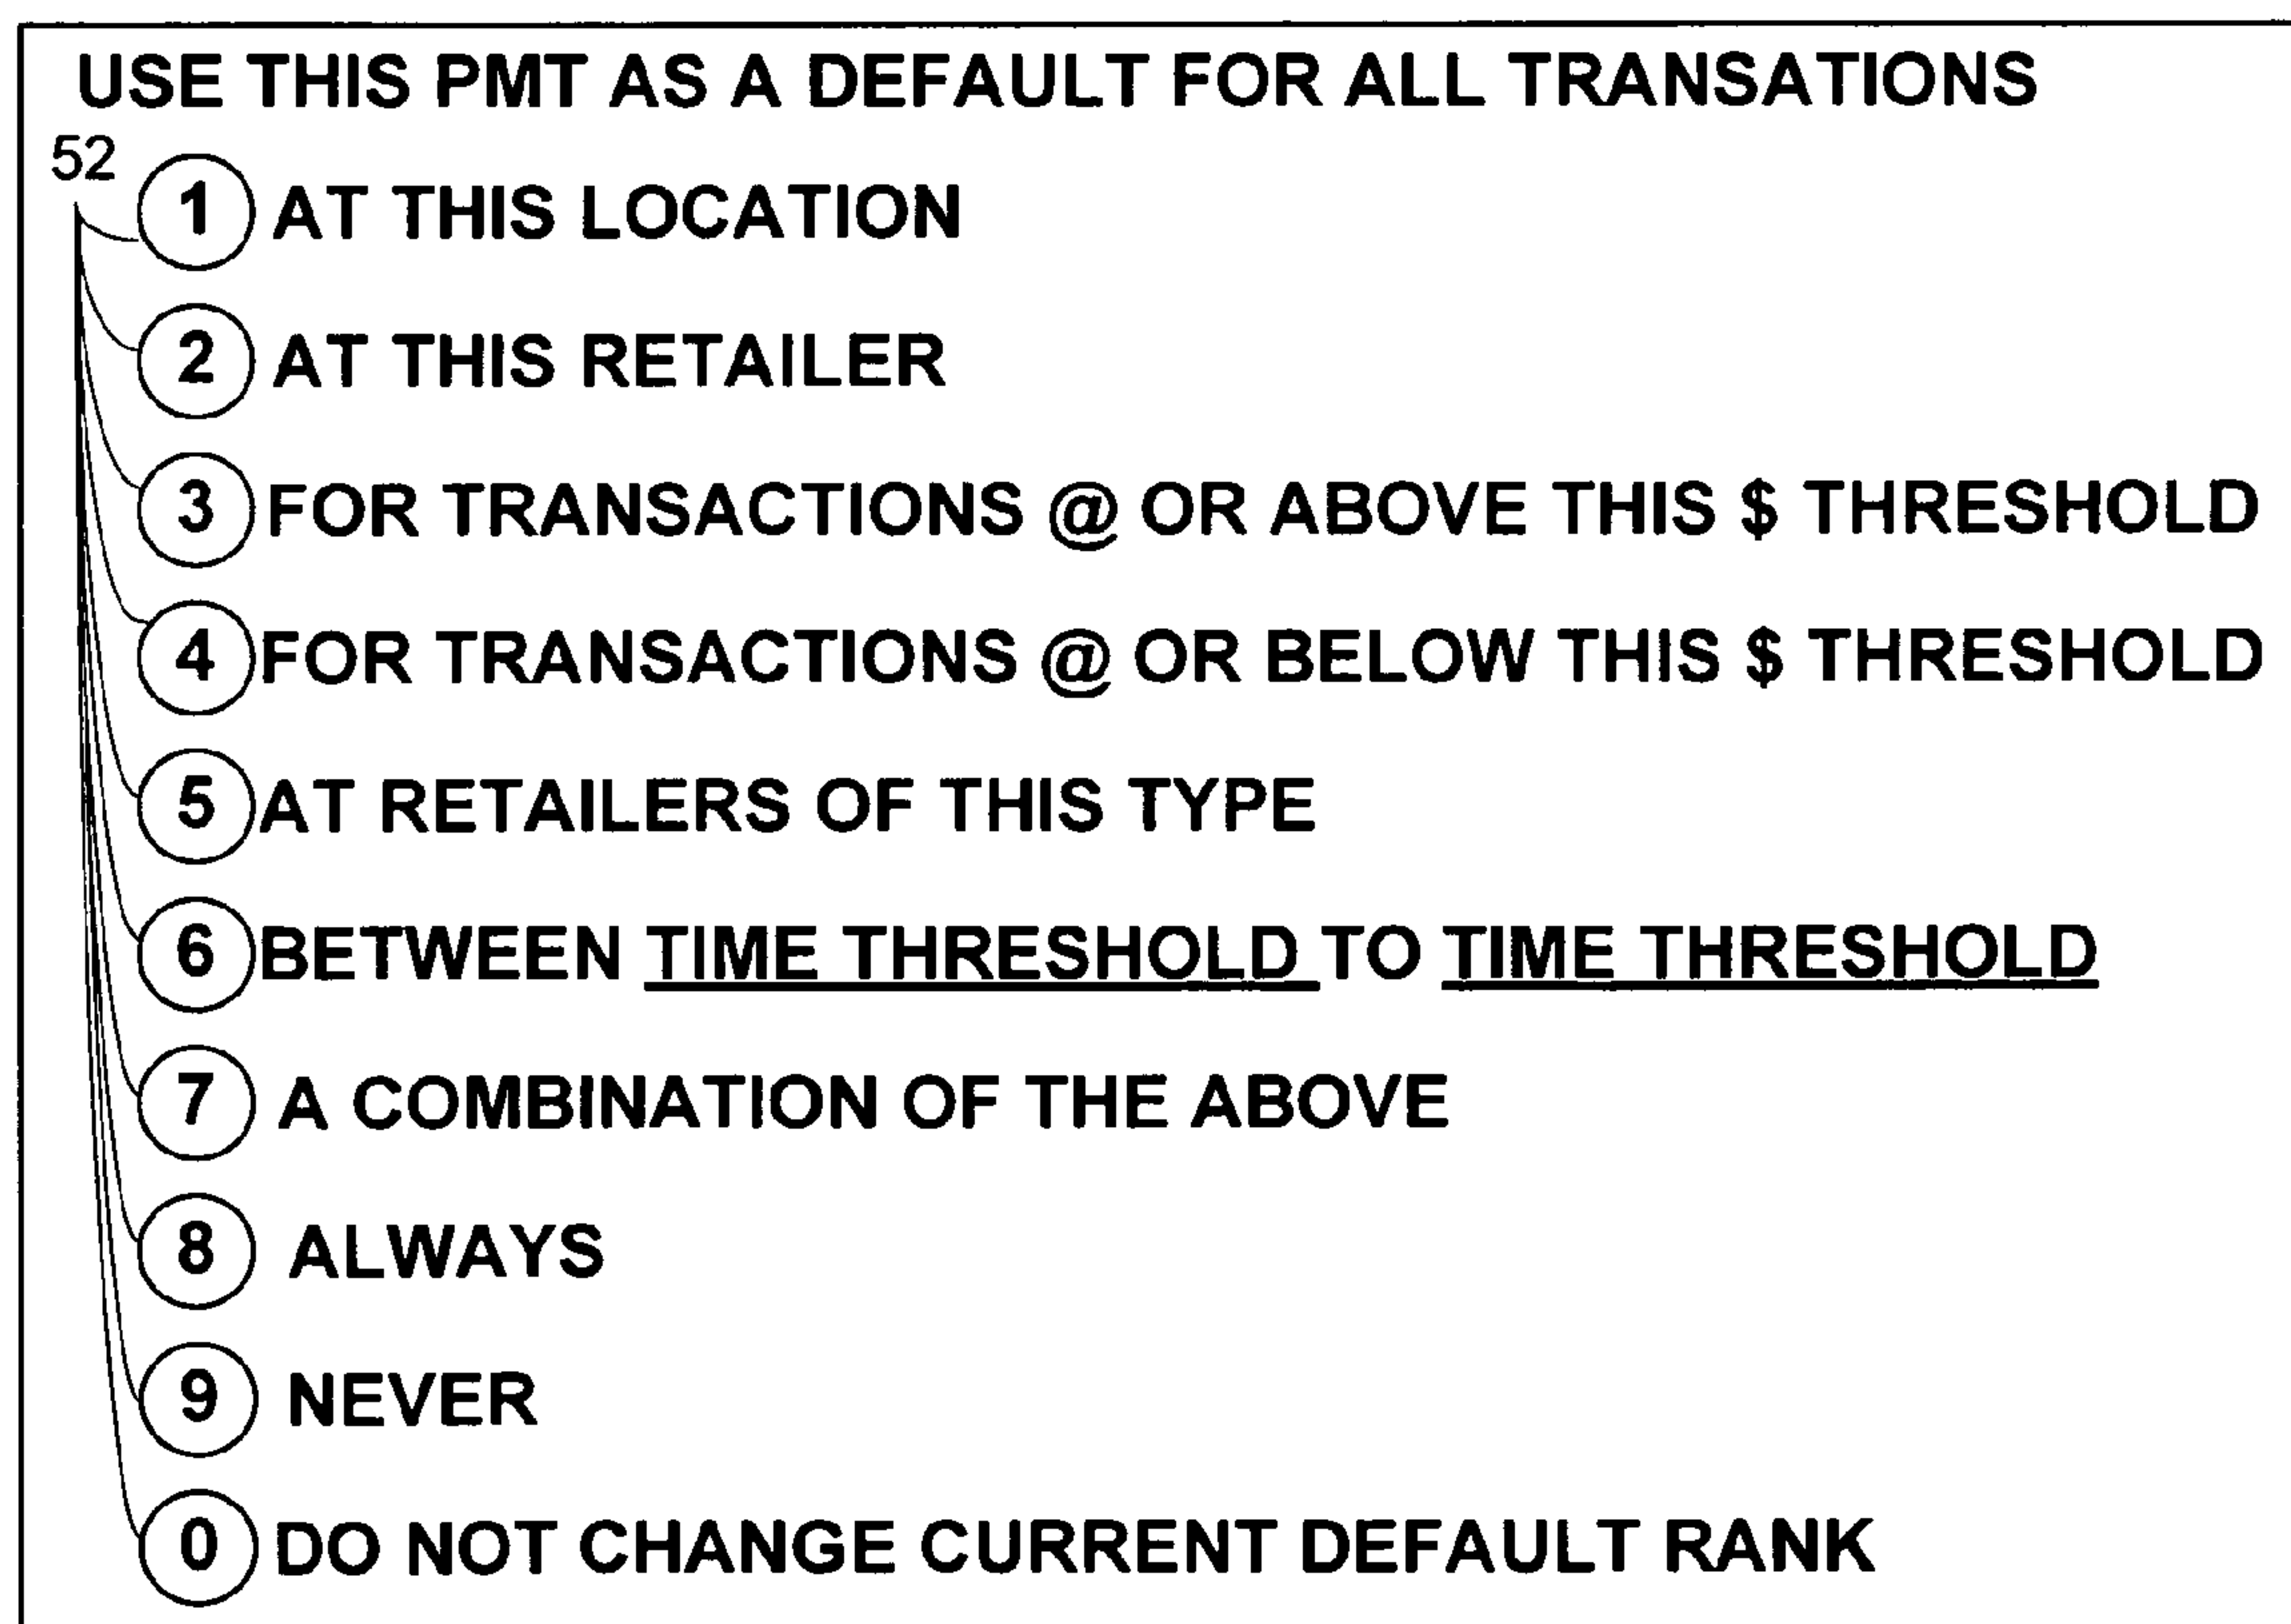 USE THIS PMT AS A DEFAULT FOR ALL TRANSATIONS
52
1 AT THIS LOCATION
2 AT THIS RETAILER
3 FOR TRANSACTIONS @ OR ABOVE THIS $ THRESHOLD
4 FOR TRANSACTIONS @ OR BELOW THIS $ THRESHOLD
5 AT RETAILERS OF THIS TYPE
6 BETWEEN TIME THRESHOLD TO TIME THRESHOLD
7 A COMBINATION OF THE ABOVE
8 ALWAYS
9 NEVER
0 DO NOT CHANGE CURRENT DEFAULT RANK